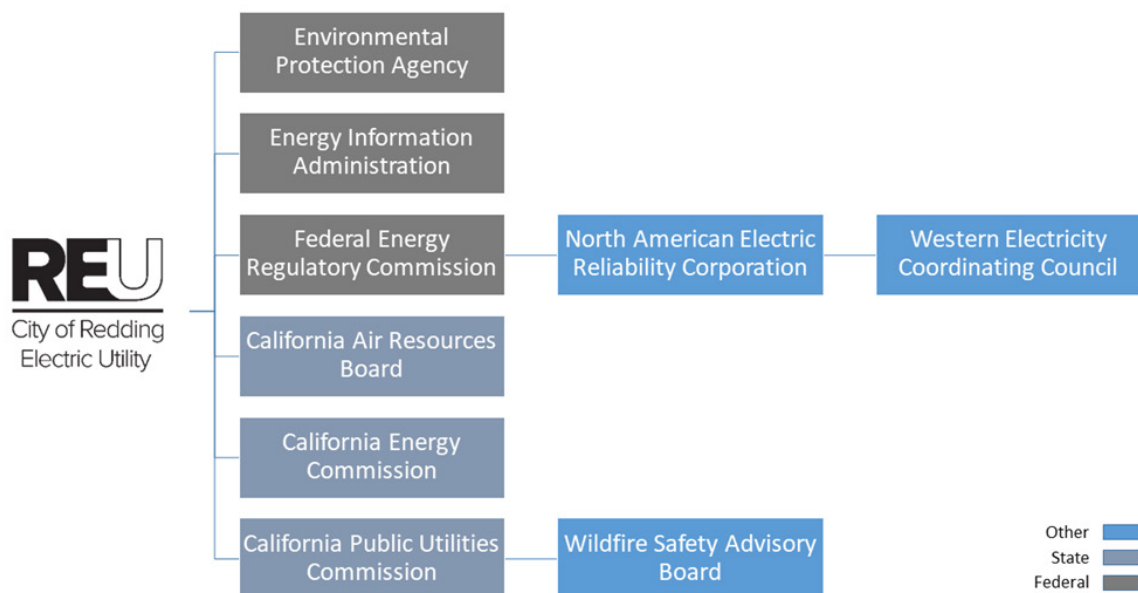 Environmental
Protection Agency
Energy Information
Administration
Federal Energy
Regulatory Commission
North American Electric
Reliability Corporation
Western Electricity
Coordinating Council
REU
City of Redding
Electric Utility
California Air Resources
Board
California Energy
Commission
California Public Utilities
Commission
Wildfire Safety Advisory
Board
Other
State
Federal